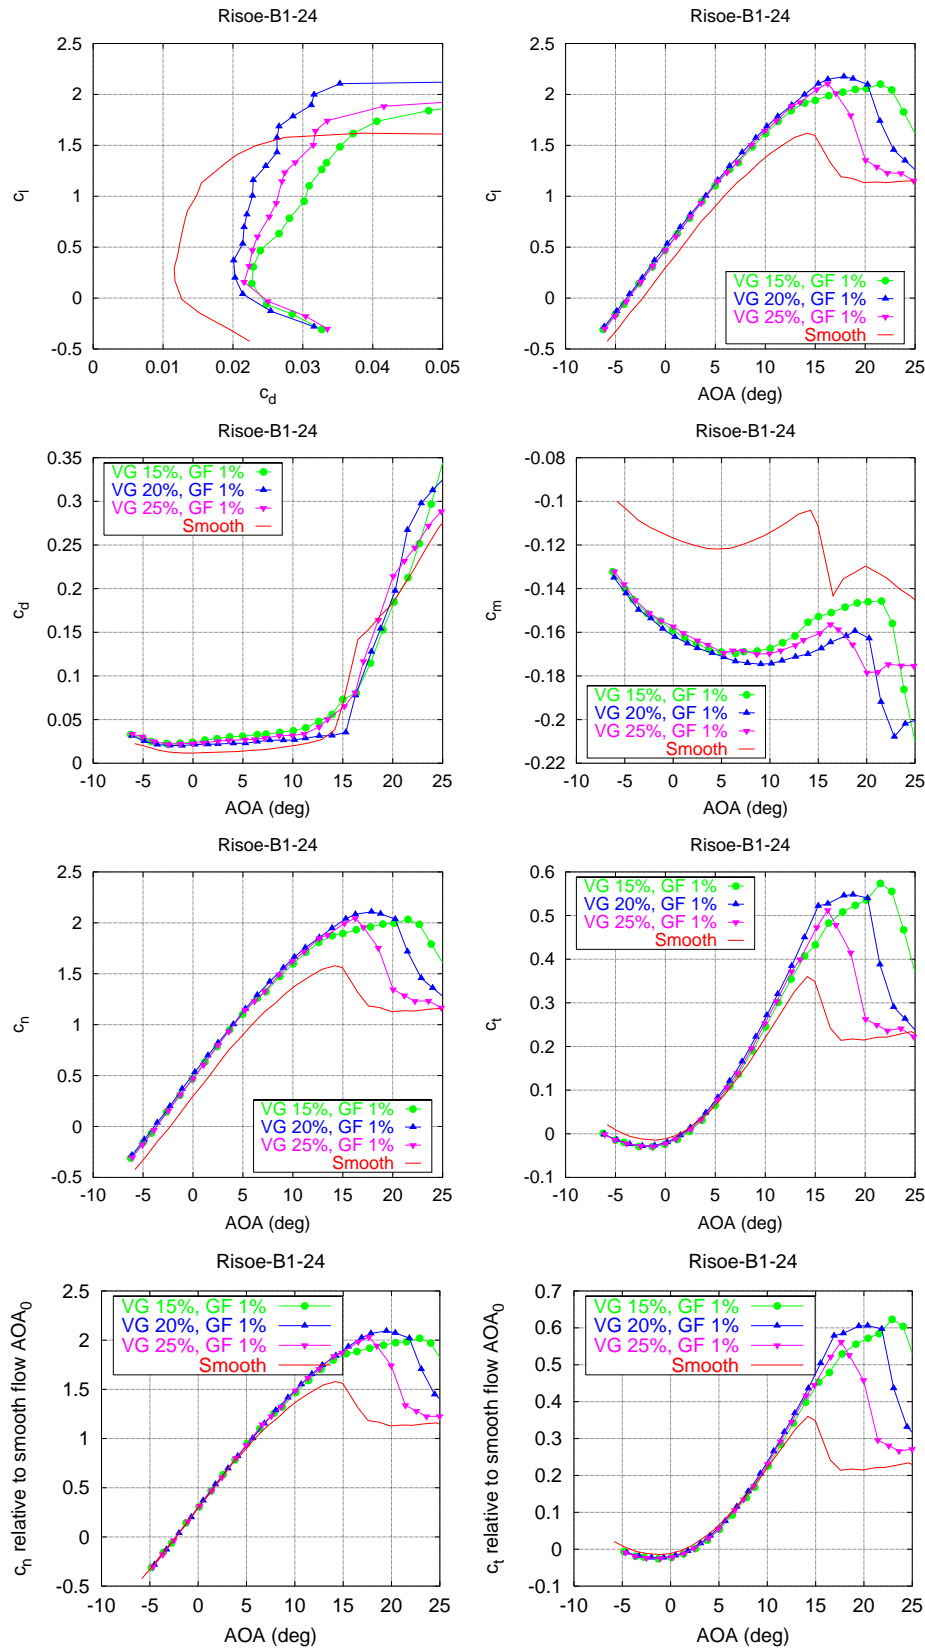 Risoe-B1-24
2.5
2
1.5
1
0.5
0
-0.5
0
0.01
0.02
0.03
0.04
0.05
c_l
c_d
Risoe-B1-24
2.5
2
1.5
1
0.5
0
-0.5
-10
-5
0
5
10
15
20
25
c_l
AOA (deg)
VG 15%, GF 1%
VG 20%, GF 1%
VG 25%, GF 1%
Smooth
Risoe-B1-24
0.35
0.3
0.25
0.2
0.15
0.1
0.05
0
-10
-5
0
5
10
15
20
25
c_d
AOA (deg)
VG 15%, GF 1%
VG 20%, GF 1%
VG 25%, GF 1%
Smooth
Risoe-B1-24
-0.08
-0.1
-0.12
-0.14
-0.16
-0.18
-0.2
-0.22
-10
-5
0
5
10
15
20
25
c_m
AOA (deg)
VG 15%, GF 1%
VG 20%, GF 1%
VG 25%, GF 1%
Smooth
Risoe-B1-24
2.5
2
1.5
1
0.5
0
-0.5
-10
-5
0
5
10
15
20
25
c_n
AOA (deg)
VG 15%, GF 1%
VG 20%, GF 1%
VG 25%, GF 1%
Smooth
Risoe-B1-24
0.6
0.5
0.4
0.3
0.2
0.1
0
-0.1
-10
-5
0
5
10
15
20
25
c_t
AOA (deg)
VG 15%, GF 1%
VG 20%, GF 1%
VG 25%, GF 1%
Smooth
Risoe-B1-24
2.5
2
1.5
1
0.5
0
-0.5
-10
-5
0
5
10
15
20
25
c_n relative to smooth flow AOA_0
AOA (deg)
VG 15%, GF 1%
VG 20%, GF 1%
VG 25%, GF 1%
Smooth
Risoe-B1-24
0.7
0.6
0.5
0.4
0.3
0.2
0.1
0
-0.1
-10
-5
0
5
10
15
20
25
c_t relative to smooth flow AOA_0
AOA (deg)
VG 15%, GF 1%
VG 20%, GF 1%
VG 25%, GF 1%
Smooth